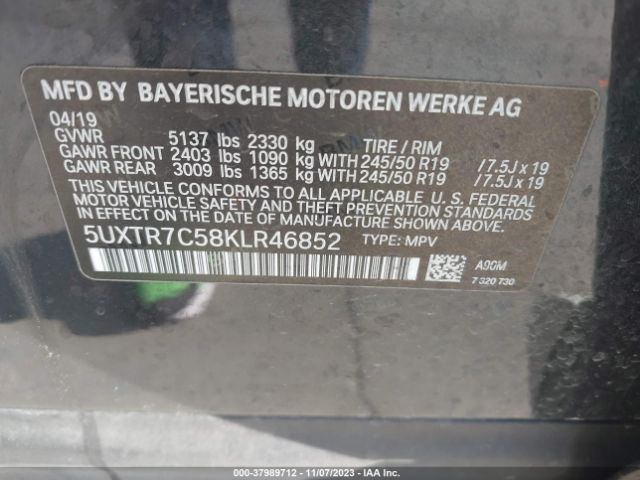 MFD BY BAYERISCHE MOTOREN WERKE AG
04/19
GVWR 5137 lbs 2330 kg TIRE / RIM
GAWR FRONT 2403 lbs 1090 kg WITH 245/50 R19 /7.5J x 19
GAWR REAR 3009 lbs 1365 kg WITH 245/50 R19 /7.5J x 19
THIS VEHICLE CONFORMS TO ALL APPLICABLE U. S. FEDERAL
MOTOR VEHICLE SAFETY AND THEFT PREVENTION STANDARDS
IN EFFECT ON THE DATE OF MANUFACTURE SHOWN ABOVE.
5UXTR7C58KLR46852 TYPE: MPV
A90M
7 320 730
000-37989712 - 11/07/2023 - IAA Inc.